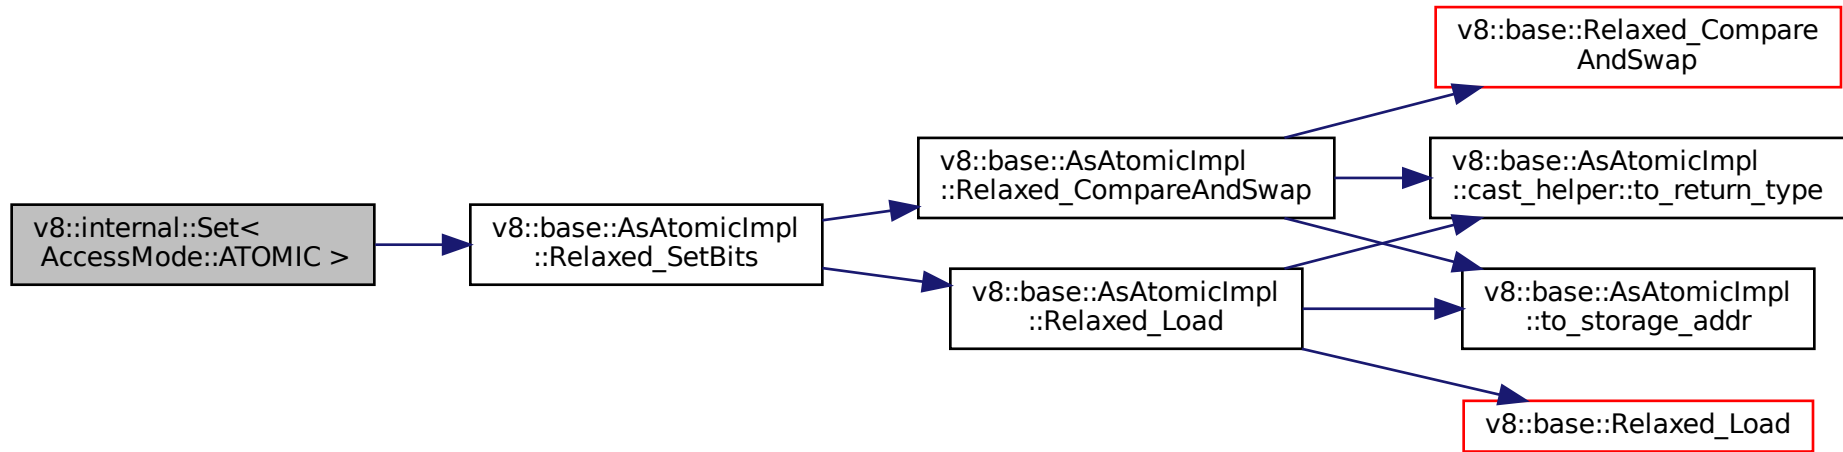 v8::internal::Set<
AccessMode::ATOMIC >
v8::base::AsAtomicImpl
::Relaxed_SetBits
v8::base::AsAtomicImpl
::Relaxed_CompareAndSwap
v8::base::AsAtomicImpl
::Relaxed_Load
v8::base::Relaxed_Compare
AndSwap
v8::base::AsAtomicImpl
::cast_helper::to_return_type
v8::base::AsAtomicImpl
::to_storage_addr
v8::base::Relaxed_Load